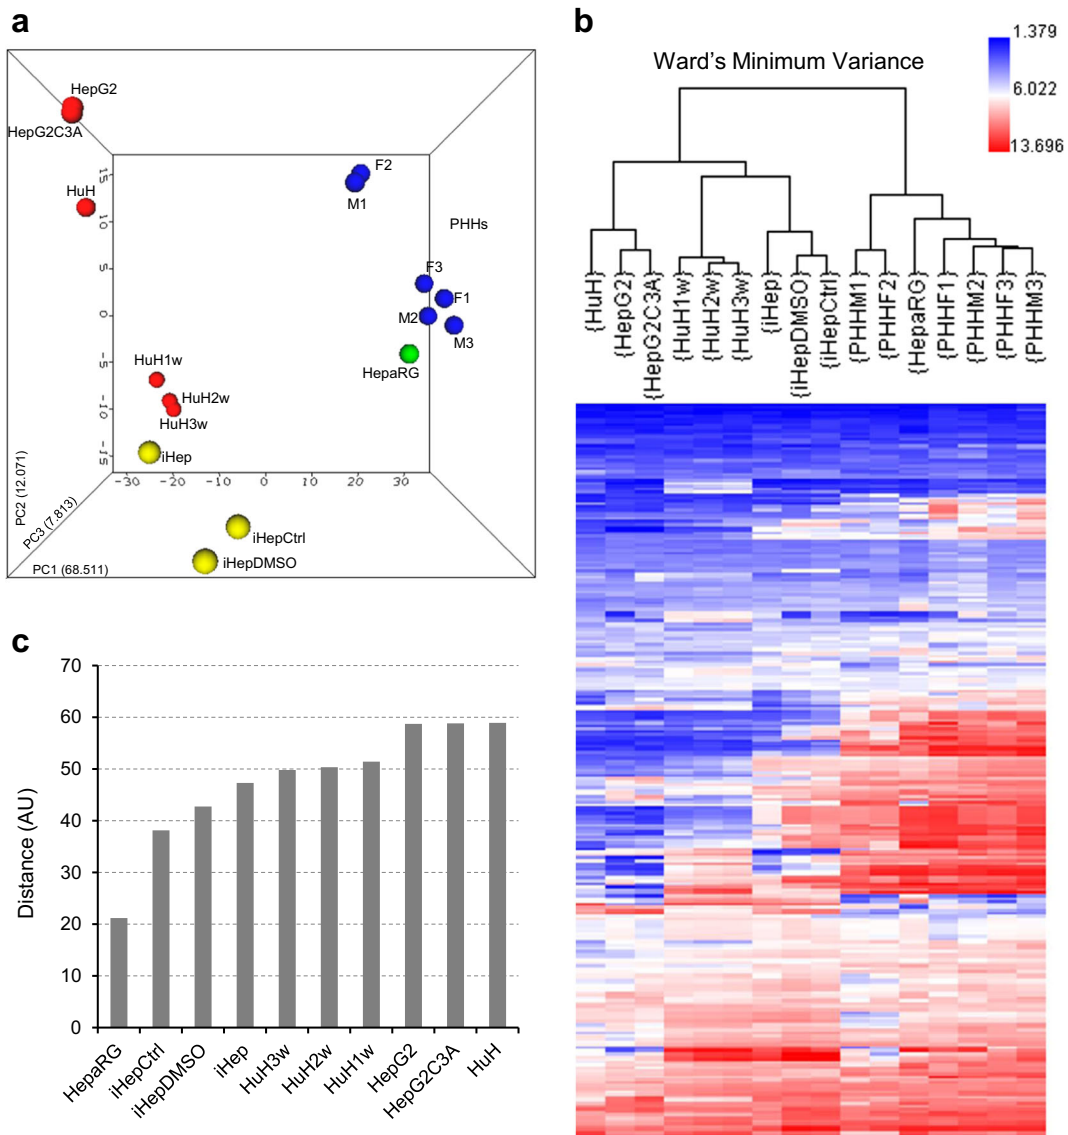 a
HepG2
HepG2C3A
HuH
F2
M1
PHHs
F3
F1
M2
M3
HepaRG
HuH1w
HuH2w
HuH3w
iHep
iHepCtrl
iHepDMSO
15
10
5
0
-5
-10
-15
-30
-20
-10
0
10
20
30
PC2 (12.071)
PC3 (7.813)
PC1 (68.511)
b
Ward's Minimum Variance
1.379
6.022
13.696
{HuH}
{HepG2}
{HepG2C3A}
{HuH1w}
{HuH2w}
{HuH3w}
{iHep}
{iHepDMSO}
{iHepCtrl}
{PHHM1}
{PHHF2}
{HepaRG}
{PHHF1}
{PHHM2}
{PHHF3}
{PHHM3}
c
Distance (AU)
70
60
50
40
30
20
10
0
HepaRG
iHepCtrl
iHepDMSO
iHep
HuH3w
HuH2w
HuH1w
HepG2
HepG2C3A
HuH